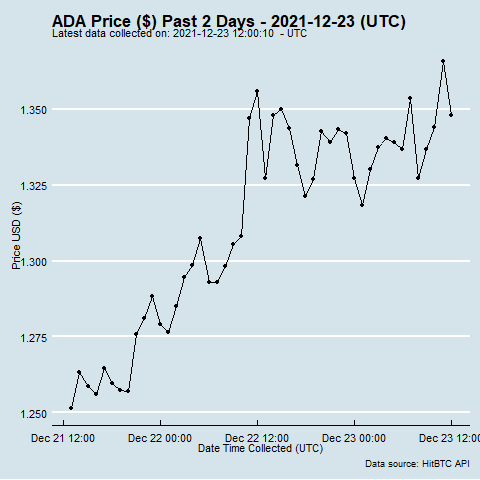 ADA Price ($) Past 2 Days - 2021-12-23 (UTC)
Latest data collected on: 2021-12-23 12:00:10  - UTC
1.350
1.325
1.300
1.275
1.250
Price USD ($)
Dec 21 12:00 Dec 22 00:00 Dec 22 12:00 Dec 23 00:00 Dec 23 12:00
Date Time Collected (UTC)
Data source: HitBTC API